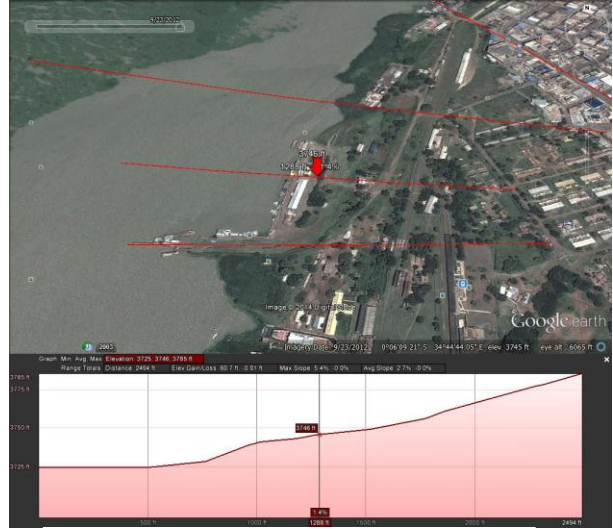 9/23/2012
N
3746 ft
1.4%
Image © 2014 DigitalGlobe
Google earth
2005
Imagery Date: 9/23/2012 0°06'09.21" S 34°44'44.05" E elev 3745 ft eye alt 6065 ft
Graph: Min, Avg, Max Elevation: 3725, 3746, 3785 ft
Range Totals: Distance: 2494 ft Elev Gain/Loss: 60.7 ft, -0.01 ft Max Slope: 5.4%, -0.0% Avg Slope: 2.7%, -0.0%
3785 ft
3775 ft
3750 ft
3746 ft
3725 ft
1.4%
500 ft 1000 ft 1288 ft 1500 ft 2000 ft 2494 ft